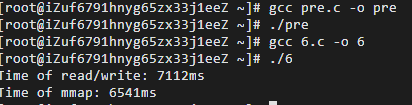 [root@iZuf6791hnyg65zx33j1eeZ ~]# gcc pre.c -o pre
[root@iZuf6791hnyg65zx33j1eeZ ~]# ./pre
[root@iZuf6791hnyg65zx33j1eeZ ~]# gcc 6.c -o 6
[root@iZuf6791hnyg65zx33j1eeZ ~]# ./6
Time of read/write: 7112ms
Time of mmap: 6541ms